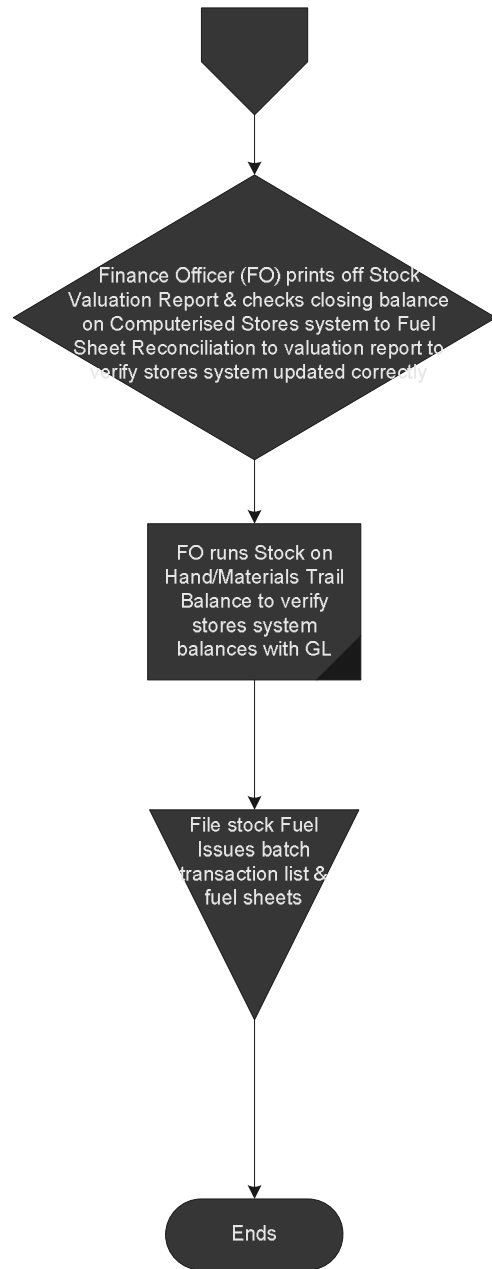 Finance Officer (FO) prints off Stock
Valuation Report & checks closing balance
on Computerised Stores system to Fuel
Sheet Reconciliation to valuation report to
verify stores system updated correctly
FO runs Stock on
Hand/Materials Trail
Balance to verify
stores system
balances with GL
File stock Fuel
Issues batch
transaction list &
fuel sheets
Ends